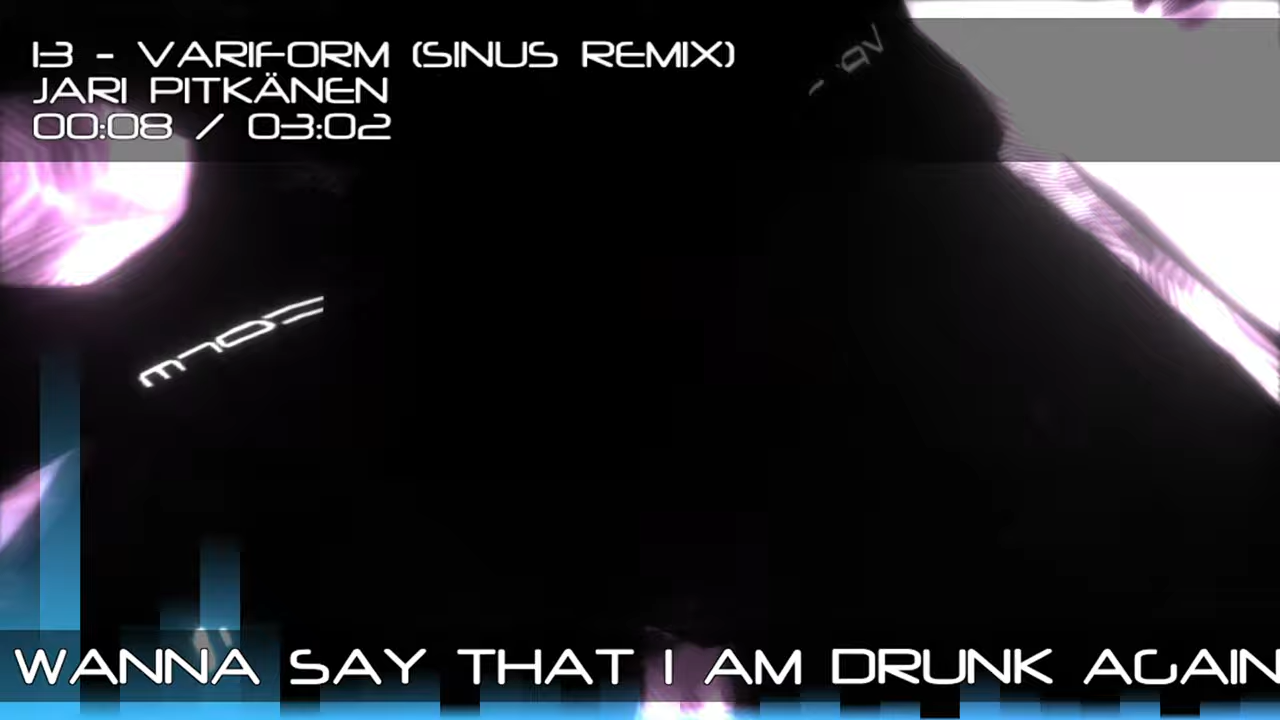 13 - VARIFORM (SINUS REMIX)
JARI PITKÄNEN
00:08 / 03:02
WANNA SAY THAT I AM DRUNK AGAIN